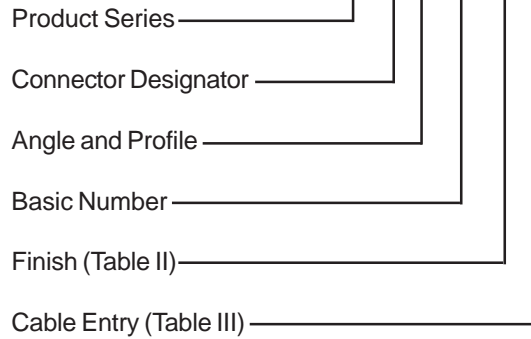 Product Series
Connector Designator
Angle and Profile
Basic Number
Finish (Table II)
Cable Entry (Table III)